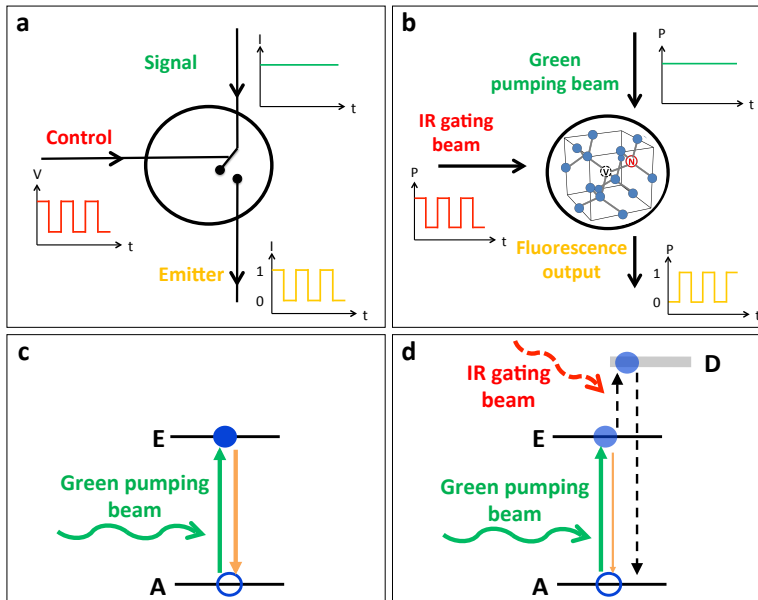 a
Signal
I
t
Control
V
t
Emitter
I
1
0
t
b
P
t
Green
pumping beam
IR gating
beam
P
t
N
V
Fluorescence
output
P
1
0
t
c
E
Green pumping
beam
A
d
IR gating
beam
D
E
Green pumping
beam
A